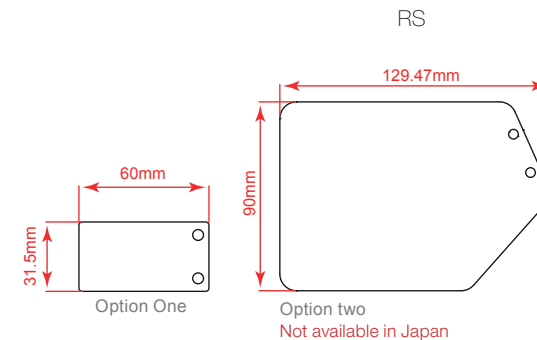 RS
129.47mm
60mm
90mm
31.5mm
Option One
Option two
Not available in Japan